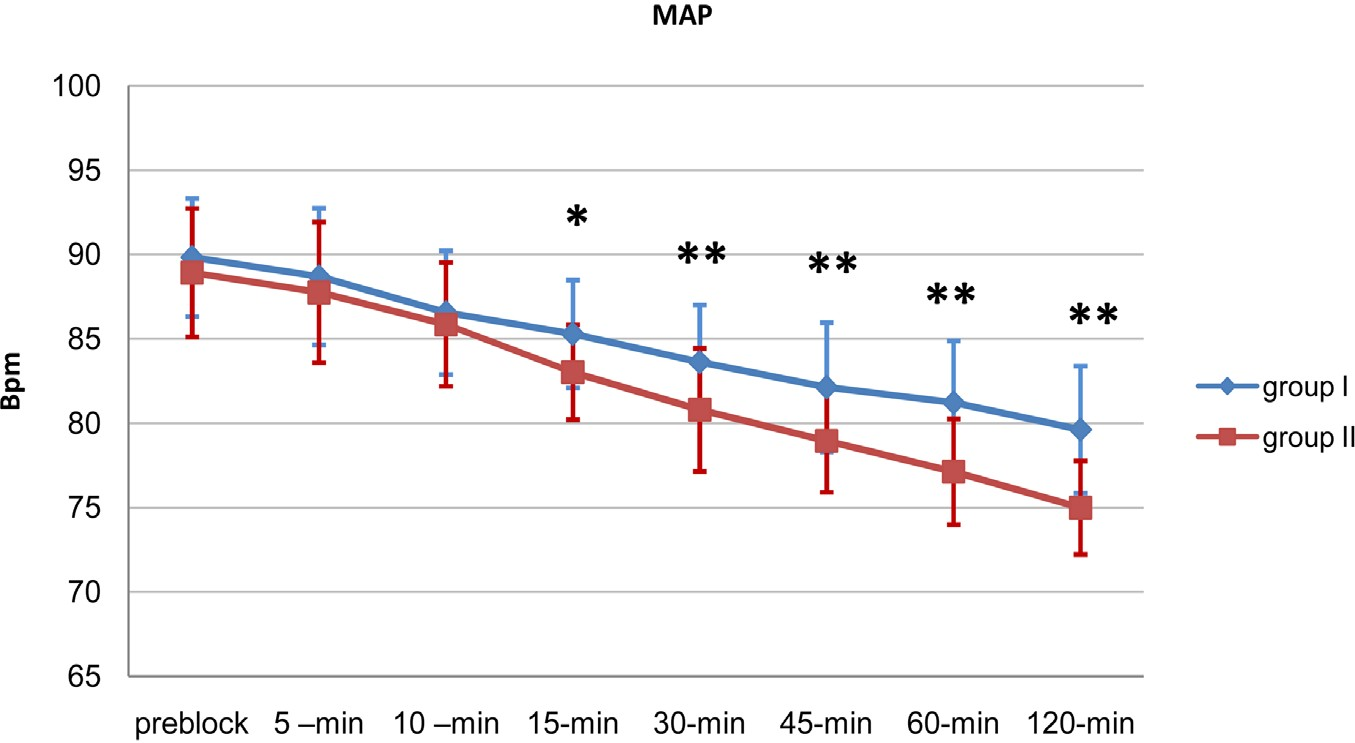 MAP
100
95
90
85
80
75
70
65
Bpm
*
**
**
**
**
preblock 5 –min 10 –min 15-min 30-min 45-min 60-min 120-min
group I
group II